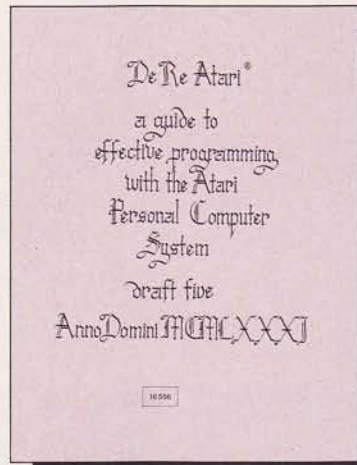 De Re Atari®
a guide to
effective programming
with the Atari
Personal Computer
System
draft five
Anno Domini MCMLXXXI
16556